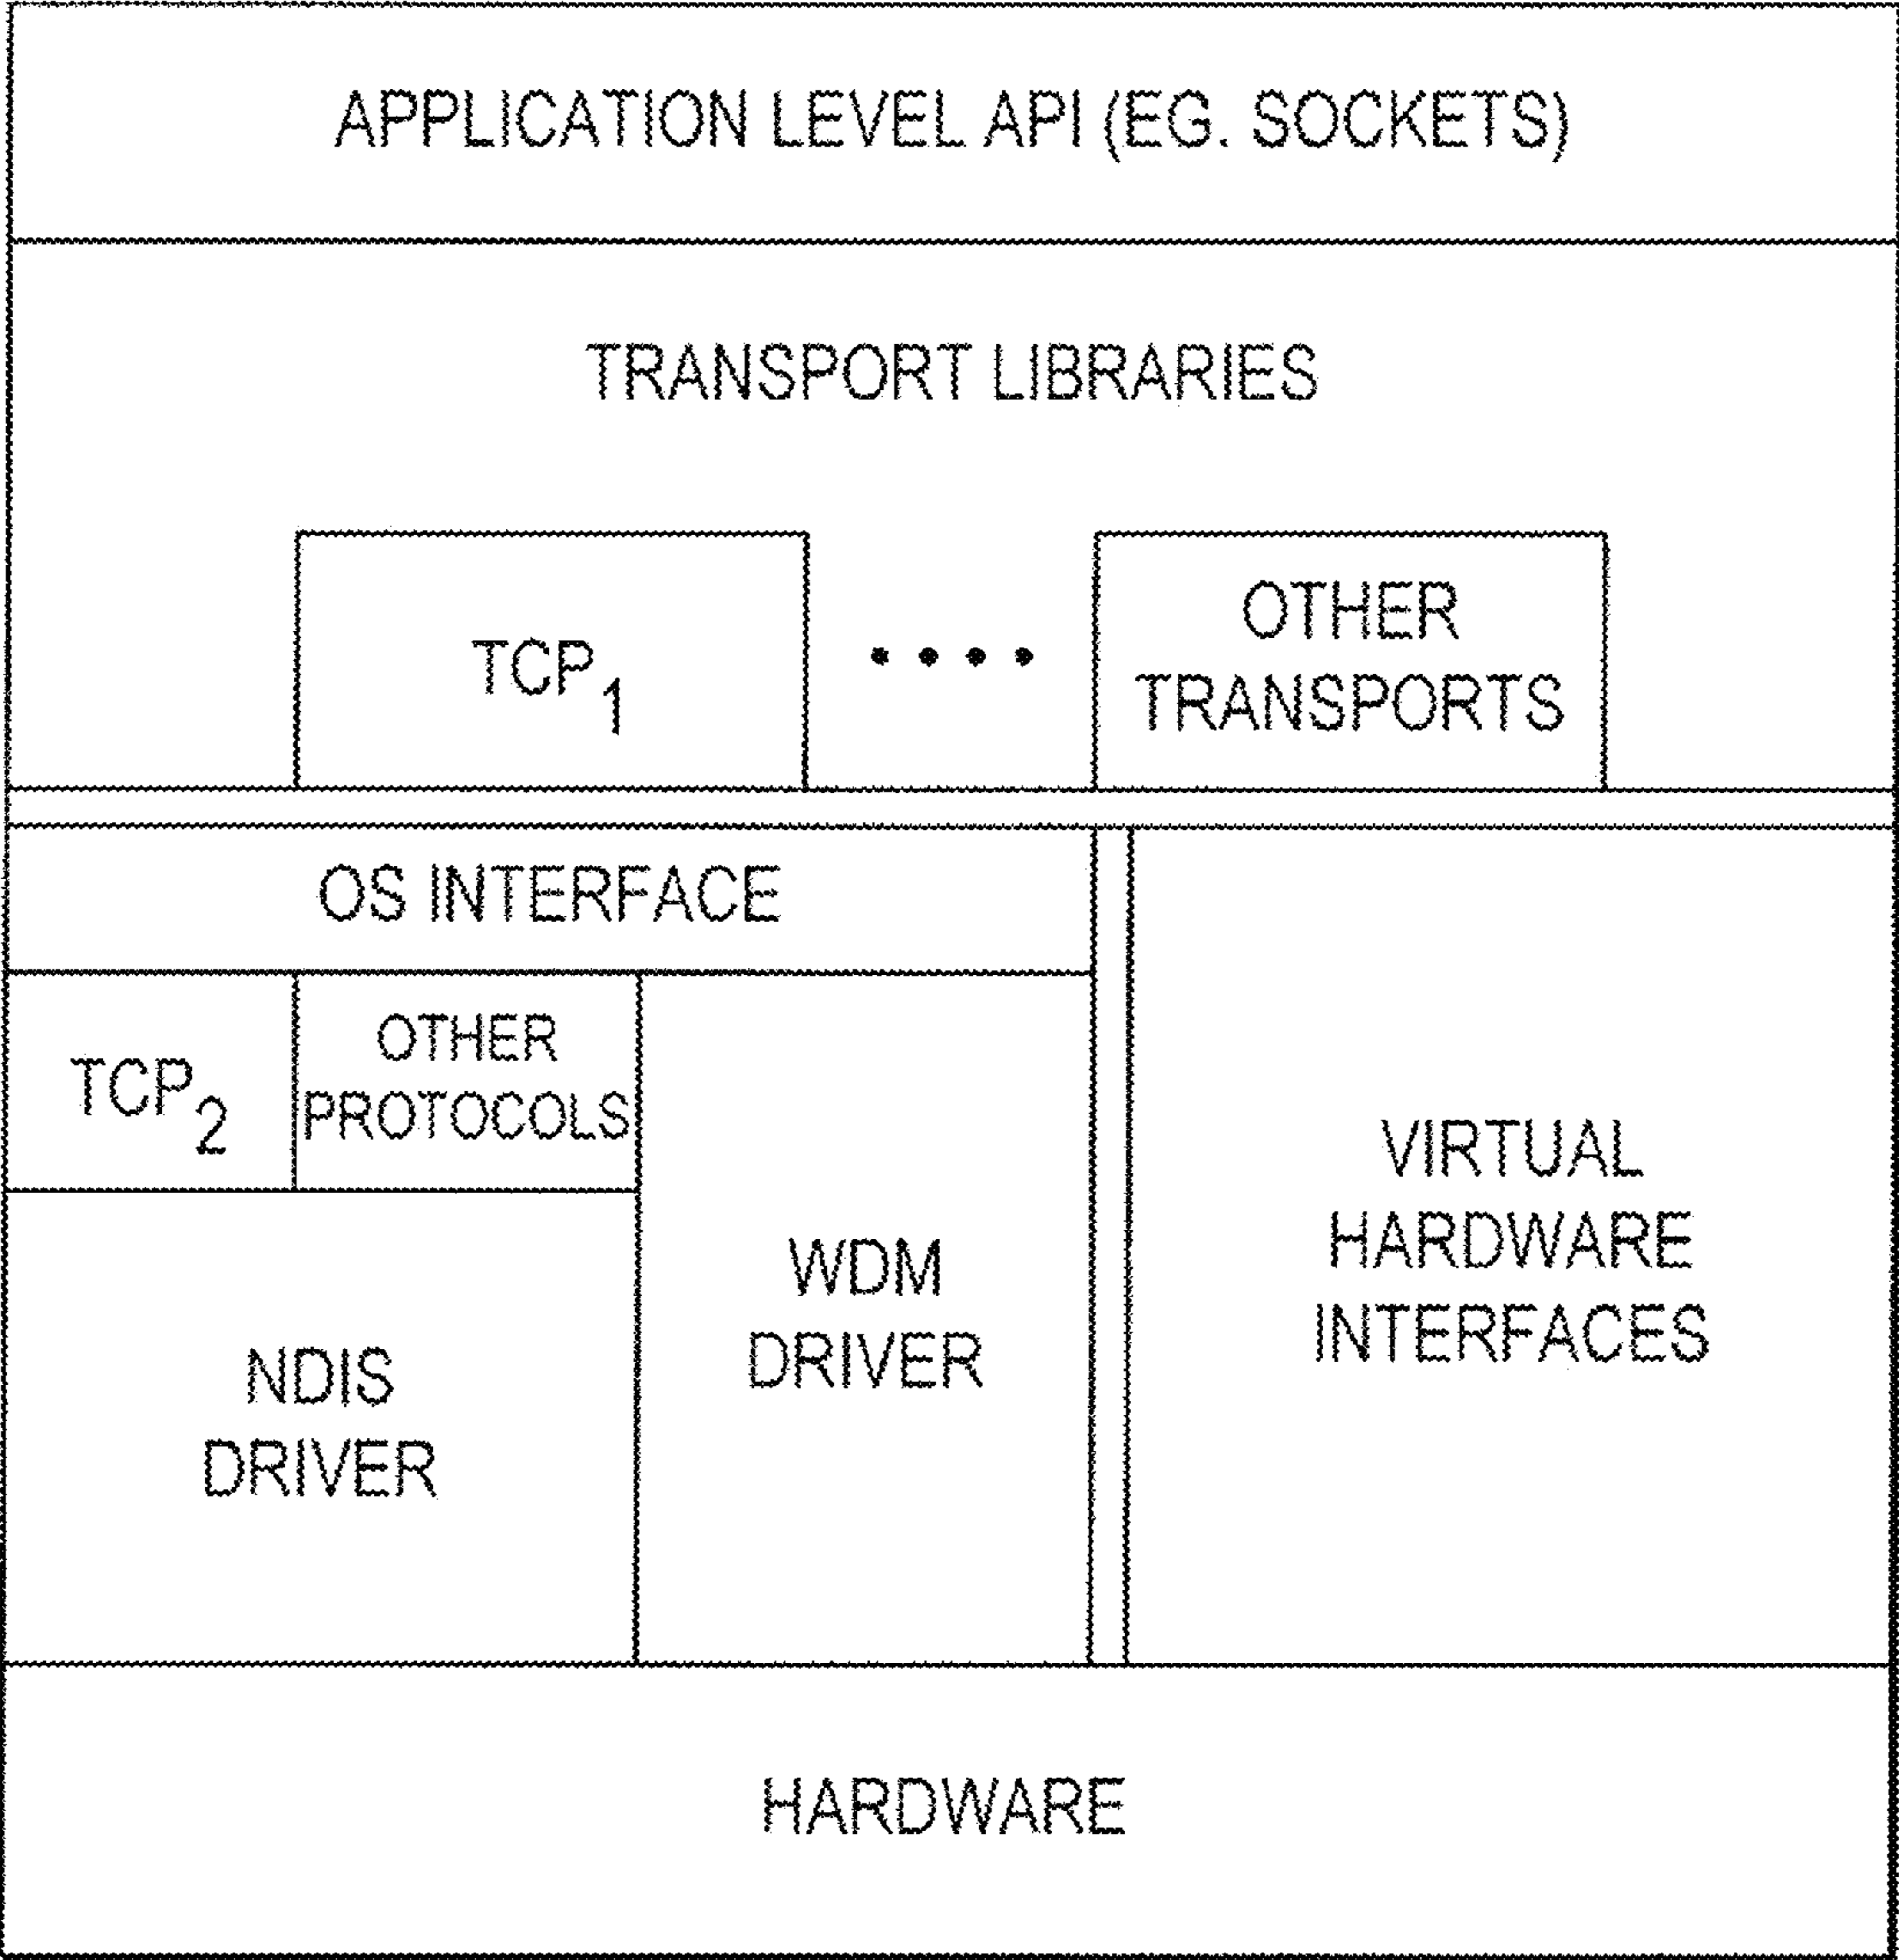 APPLICATION LEVEL API (EG. SOCKETS)
TRANSPORT LIBRARIES
TCP1
OTHER
TRANSPORTS
OS INTERFACE
TCP2
OTHER
PROTOCOLS
NDIS
DRIVER
WDM
DRIVER
VIRTUAL
HARDWARE
INTERFACES
HARDWARE